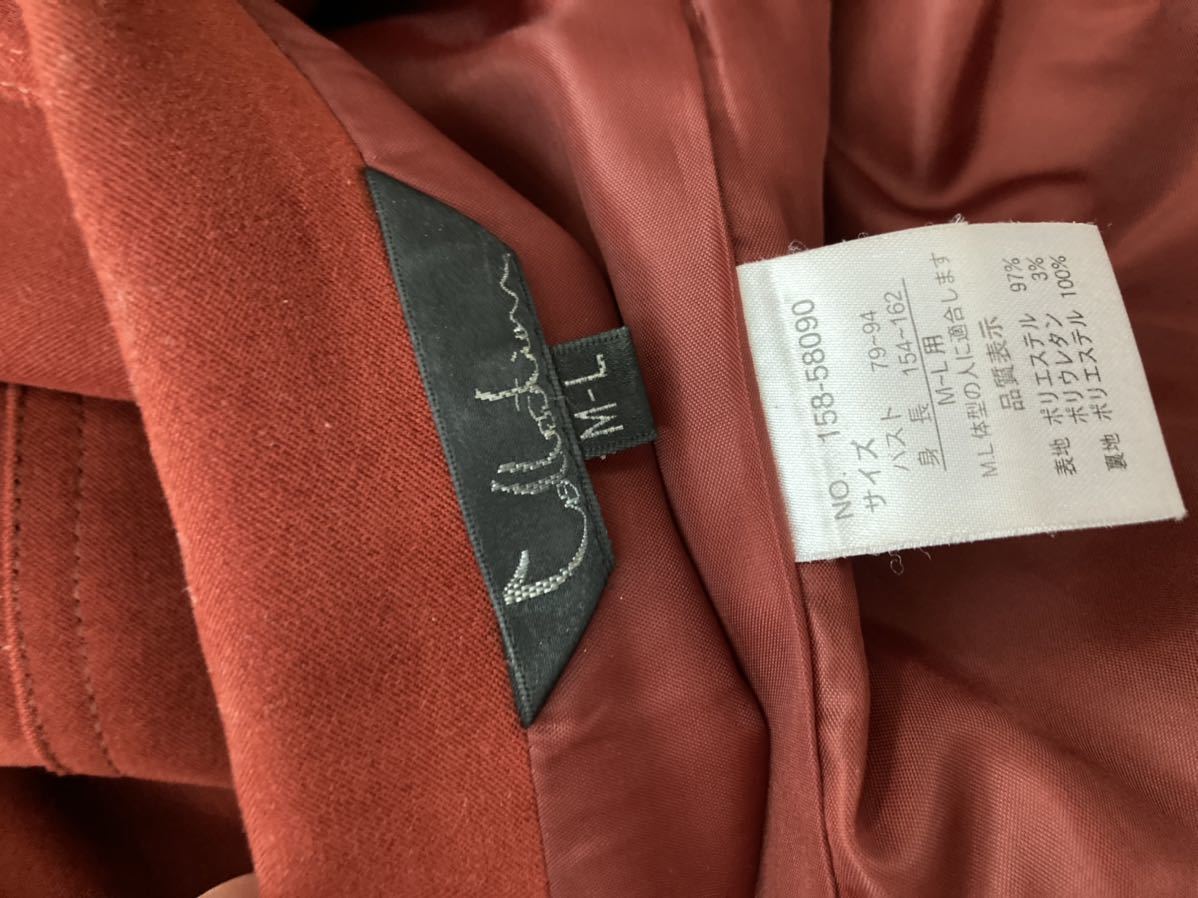 M-L
NO. 158-58090
サイズ
バスト 79~94
身 長 154~162
M-L用
M.L体型の人に適合します
品質表示
表地 ポリエステル 97%
ポリウレタン 3%
裏地 ポリエステル 100%